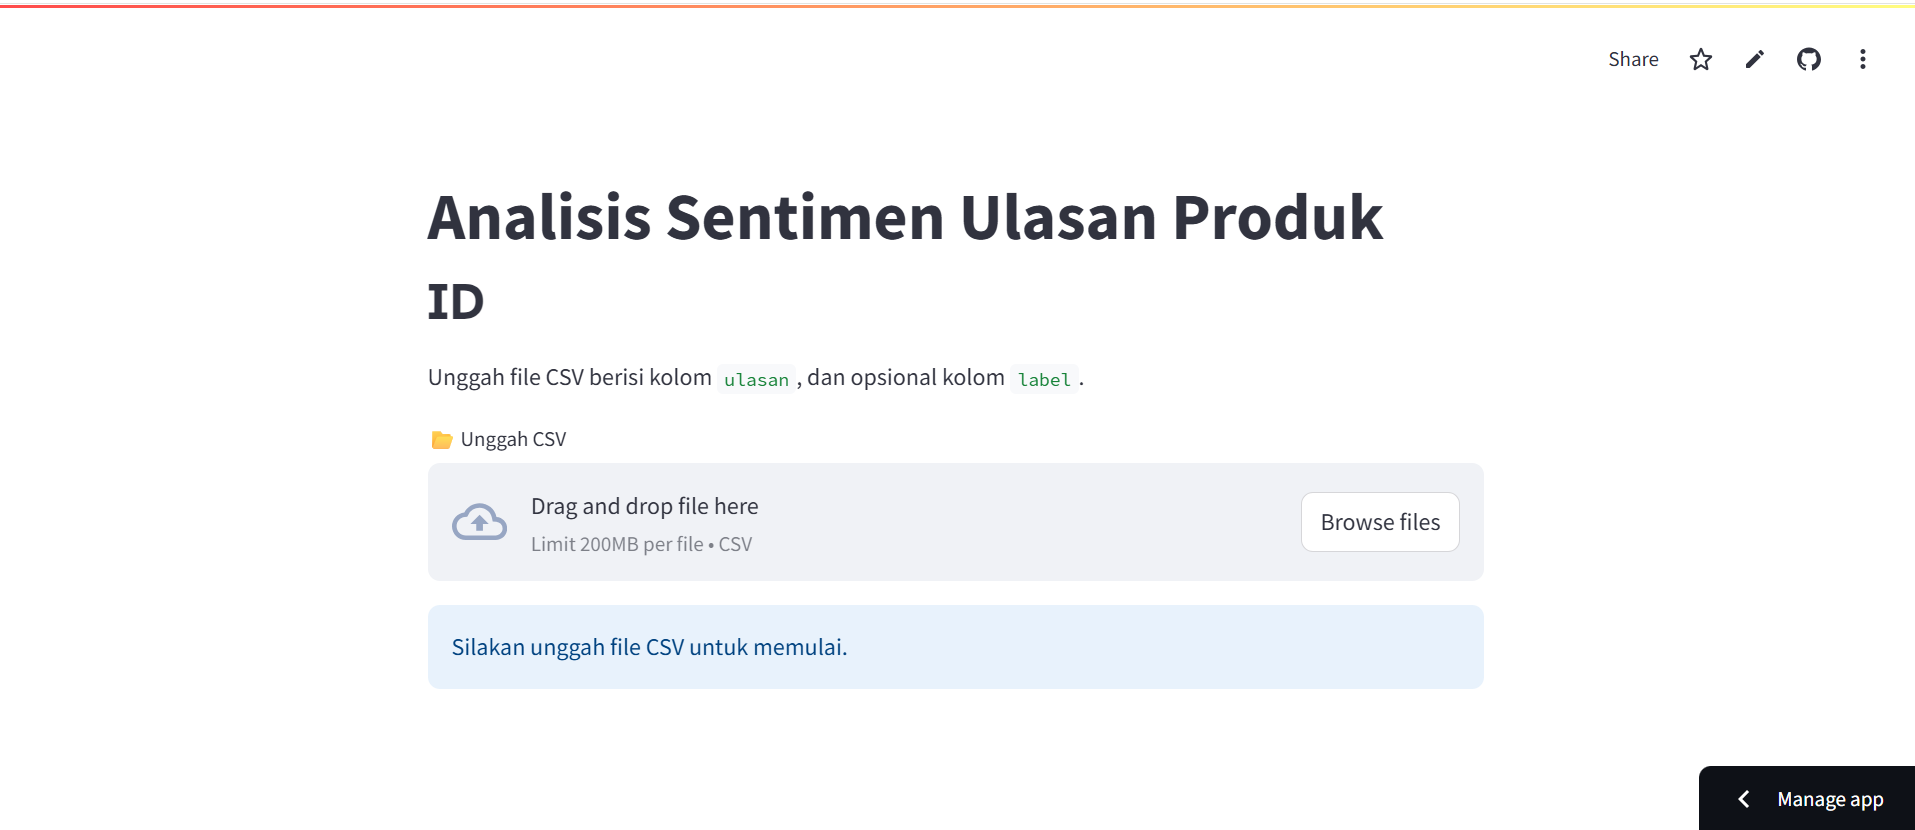 Share
Analisis Sentimen Ulasan Produk
ID
Unggah file CSV berisi kolom ulasan, dan opsional kolom label.
Unggah CSV
Drag and drop file here
Limit 200MB per file • CSV
Browse files
Silakan unggah file CSV untuk memulai.
Manage app